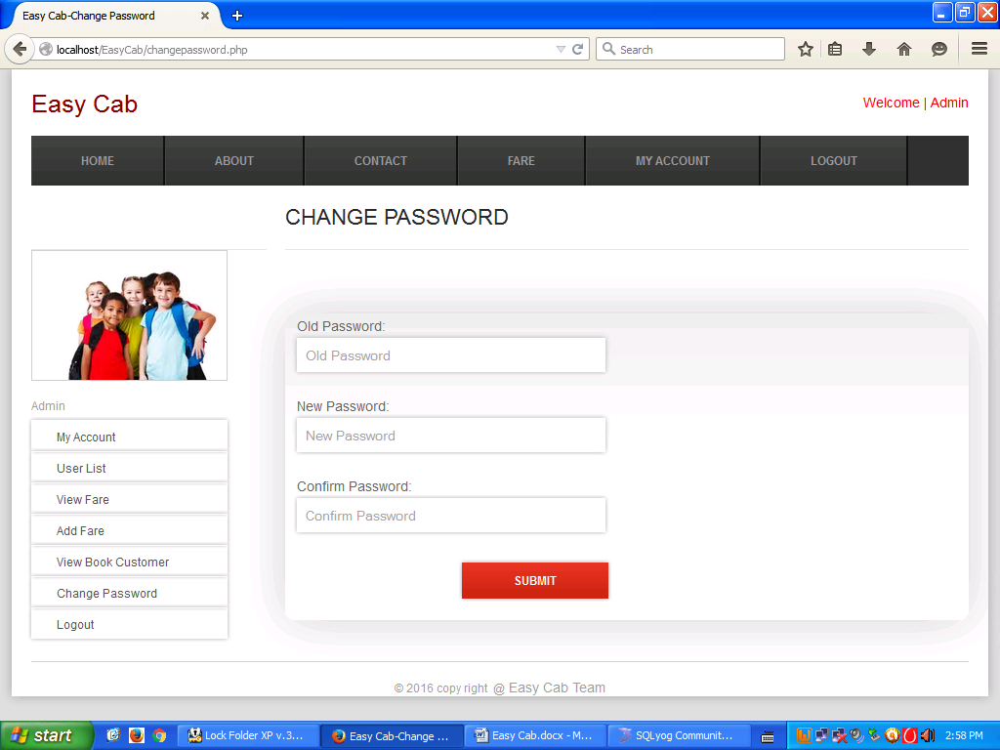 Easy Cab-Change Password
localhost/EasyCab/changepassword.php
Search
Easy Cab
Welcome | Admin
HOME
ABOUT
CONTACT
FARE
MY ACCOUNT
LOGOUT
CHANGE PASSWORD
Admin
My Account
User List
View Fare
Add Fare
View Book Customer
Change Password
Logout
Old Password:
Old Password
New Password:
New Password
Confirm Password:
Confirm Password
SUBMIT
© 2016 copy right @ Easy Cab Team
start
Lock Folder XP v.3...
Easy Cab-Change ...
Easy Cab.docx - M...
SQLyog Communit...
2:58 PM